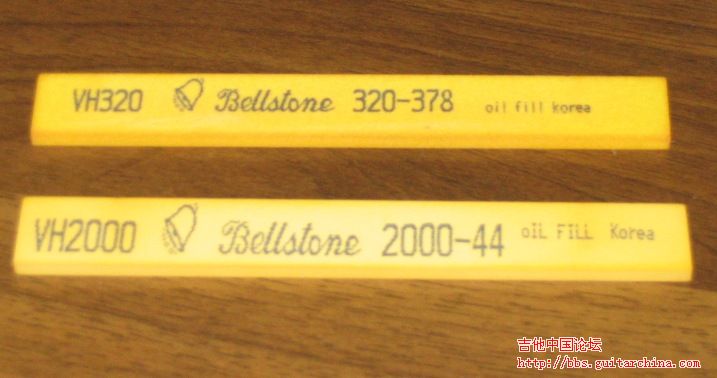 VH320 Bellstone 320-378 oil fill korea
VH2000 Bellstone 2000-44 OIL FILL Korea
吉他中国论坛
http://bbs.guitarchina.com